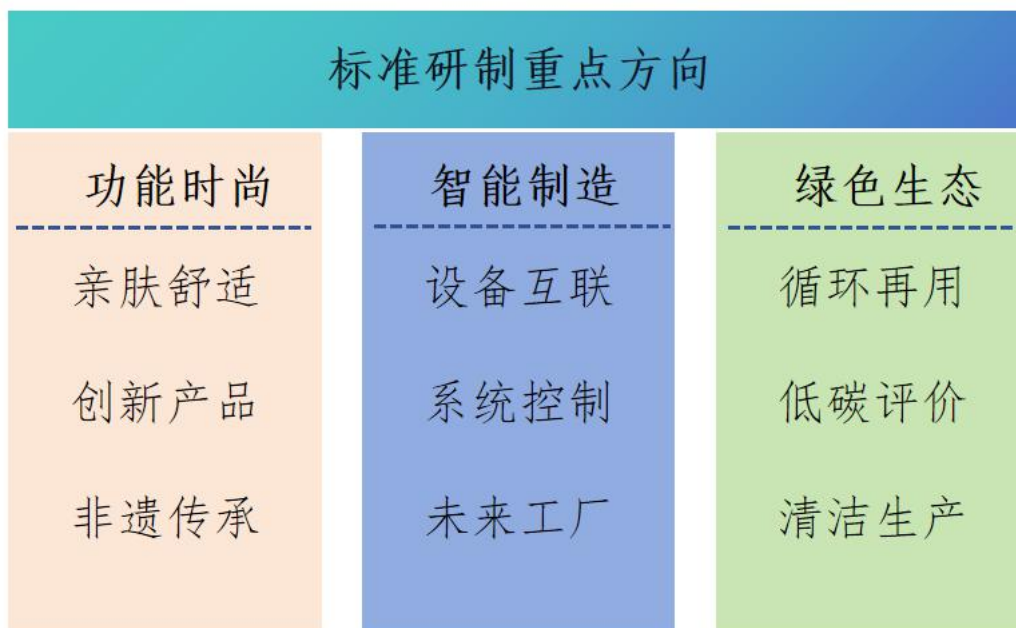 标准研制重点方向
功能时尚
亲肤舒适
创新产品
非遗传承
智能制造
设备互联
系统控制
未来工厂
绿色生态
循环再用
低碳评价
清洁生产